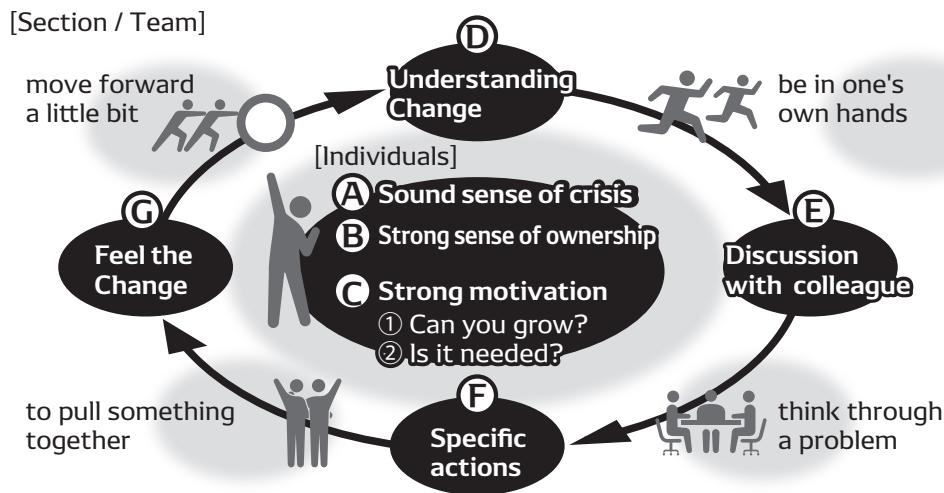 [Section / Team]
D
Understanding
Change
be in one's
own hands
E
Discussion
with colleague
think through
a problem
F
Specific
actions
to pull something
together
G
Feel the
Change
move forward
a little bit
[Individuals]
A Sound sense of crisis
B Strong sense of ownership
C Strong motivation
① Can you grow?
② Is it needed?